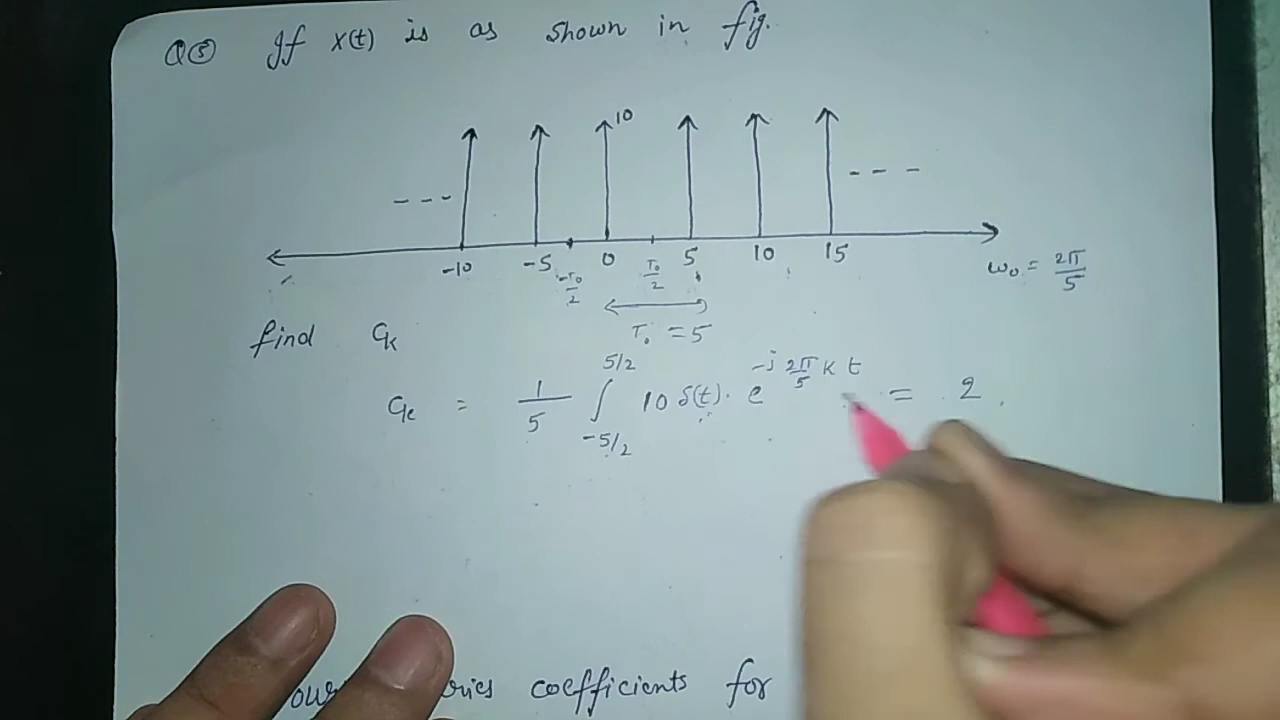 Q⑤ If x(t) is as shown in fig.
10
-10 -5 -T₀/2 0 T₀/2 5 10 15
ω₀ = 2π/5
T₀ = 5
find Cₖ
Cₖ = 1/5 ∫_{-5/2}^{5/2} 10 δ(t). e^{-j 2π/5 k t} = 2.
coefficients for